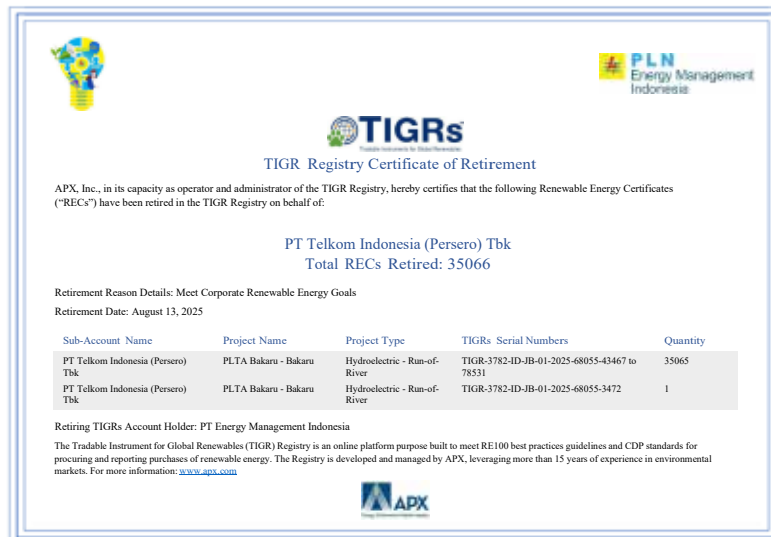 PLN
Energy Management
Indonesia
TIGRs
Tradable Instruments for Global Renewables
TIGR Registry Certificate of Retirement
APX, Inc., in its capacity as operator and administrator of the TIGR Registry, hereby certifies that the following Renewable Energy Certificates
(“RECs”) have been retired in the TIGR Registry on behalf of:
PT Telkom Indonesia (Persero) Tbk
Total RECs Retired: 35066
Retirement Reason Details: Meet Corporate Renewable Energy Goals
Retirement Date: August 13, 2025
Sub-Account Name Project Name Project Type TIGRs Serial Numbers Quantity
PT Telkom Indonesia (Persero) PLTA Bakaru - Bakaru Hydroelectric - Run-of- TIGR-3782-ID-JB-01-2025-68055-43467 to 35065
Tbk River 78531
PT Telkom Indonesia (Persero) PLTA Bakaru - Bakaru Hydroelectric - Run-of- TIGR-3782-ID-JB-01-2025-68055-3472 1
Tbk River
Retiring TIGRs Account Holder: PT Energy Management Indonesia
The Tradable Instrument for Global Renewables (TIGR) Registry is an online platform purpose built to meet RE100 best practices guidelines and CDP standards for
procuring and reporting purchases of renewable energy. The Registry is developed and managed by APX, leveraging more than 15 years of experience in environmental
markets. For more information: www.apx.com
APX